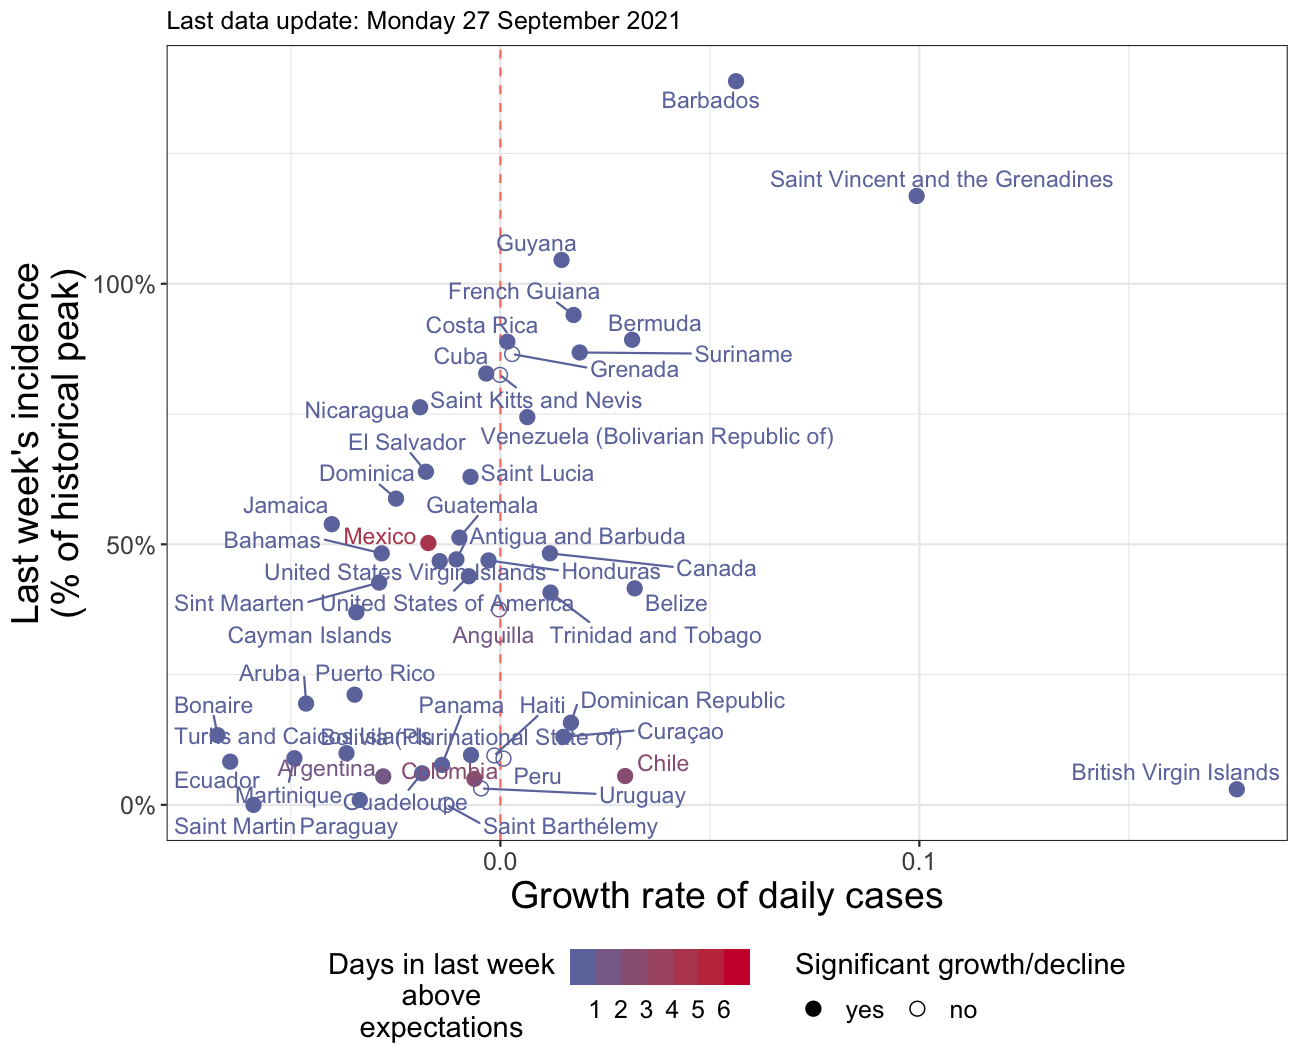 Last data update: Monday 27 September 2021
Last week's incidence
(% of historical peak)
100%
50%
0%
Barbados
Saint Vincent and the Grenadines
Guyana
French Guiana
Costa Rica
Bermuda
Cuba
Suriname
Grenada
Nicaragua
Saint Kitts and Nevis
El Salvador
Venezuela (Bolivarian Republic of)
Dominica
Saint Lucia
Jamaica
Guatemala
Bahamas
Mexico
Antigua and Barbuda
United States Virgin Islands
Honduras
Canada
Sint Maarten
United States of America
Belize
Cayman Islands
Anguilla
Trinidad and Tobago
Aruba
Puerto Rico
Bonaire
Panama
Haiti
Dominican Republic
Turks and Caicos Islands
Bolivia (Plurinational State of)
Curaçao
Ecuador
Argentina
Colombia
Peru
Chile
British Virgin Islands
Martinique
Guadeloupe
Uruguay
Saint Martin
Paraguay
Saint Barthélemy
0.0
0.1
Growth rate of daily cases
Days in last week
above
expectations
1 2 3 4 5 6
Significant growth/decline
yes
no